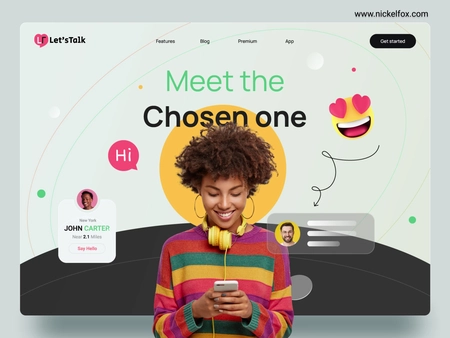 www.nickelfox.com
LT Let'sTalk
Features
Blog
Premium
App
Get started
Meet the
Chosen one
Hi
New York
JOHN CARTER
Near 2.1 Miles
Say Hello